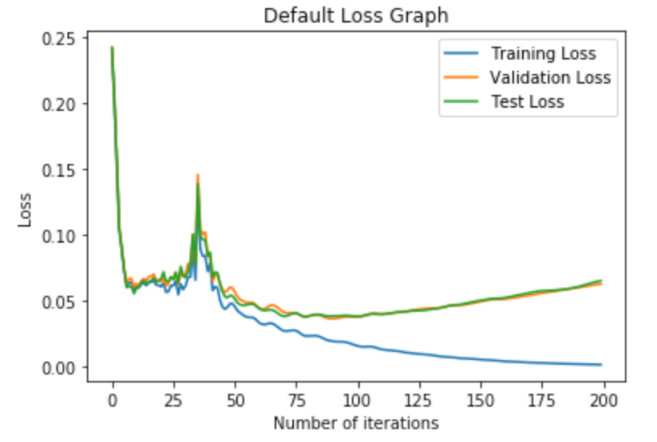 Default Loss Graph
0.25
0.20
0.15
0.10
0.05
0.00
Loss
Training Loss
Validation Loss
Test Loss
0 25 50 75 100 125 150 175 200
Number of iterations